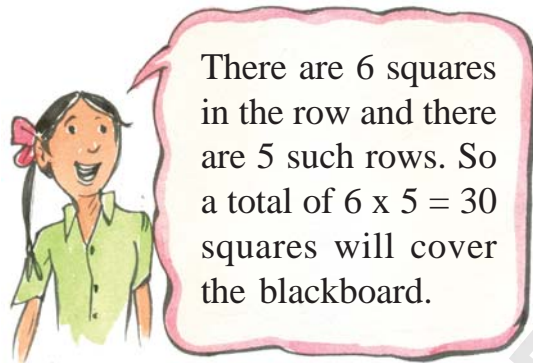 There are 6 squares
in the row and there
are 5 such rows. So
a total of 6 x 5 = 30
squares will cover
the blackboard.